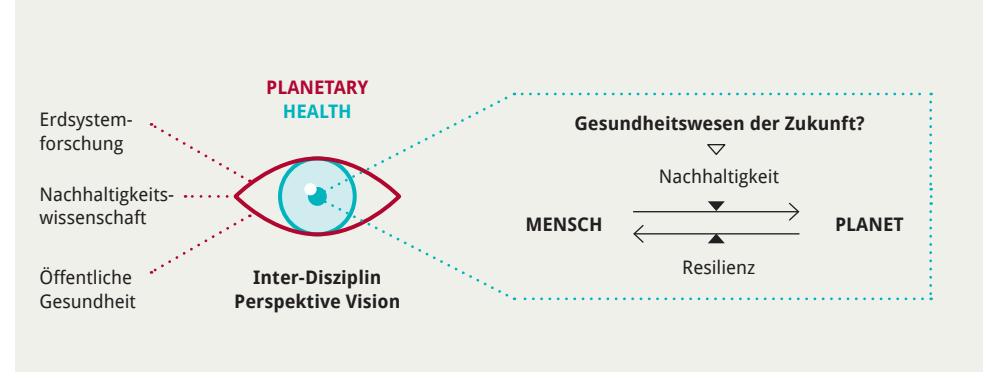 PLANETARY
HEALTH
Erdsystem-
forschung
Nachhaltigkeits-
wissenschaft
Öffentliche
Gesundheit
Inter-Disziplin
Perspektive Vision
Gesundheitswesen der Zukunft?
Nachhaltigkeit
MENSCH
PLANET
Resilienz